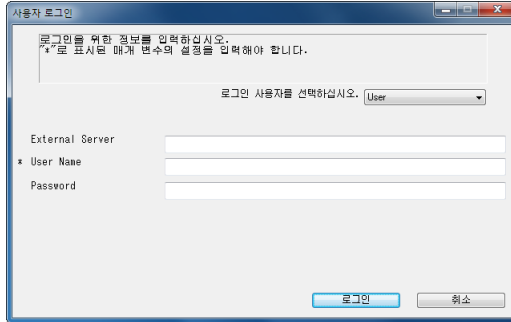 사용자 로그인
로그인을 위한 정보를 입력하십시오.
"*"로 표시된 매개 변수의 설정을 입력해야 합니다.
로그인 사용자를 선택하십시오. User
External Server
* User Name
Password
로그인 취소